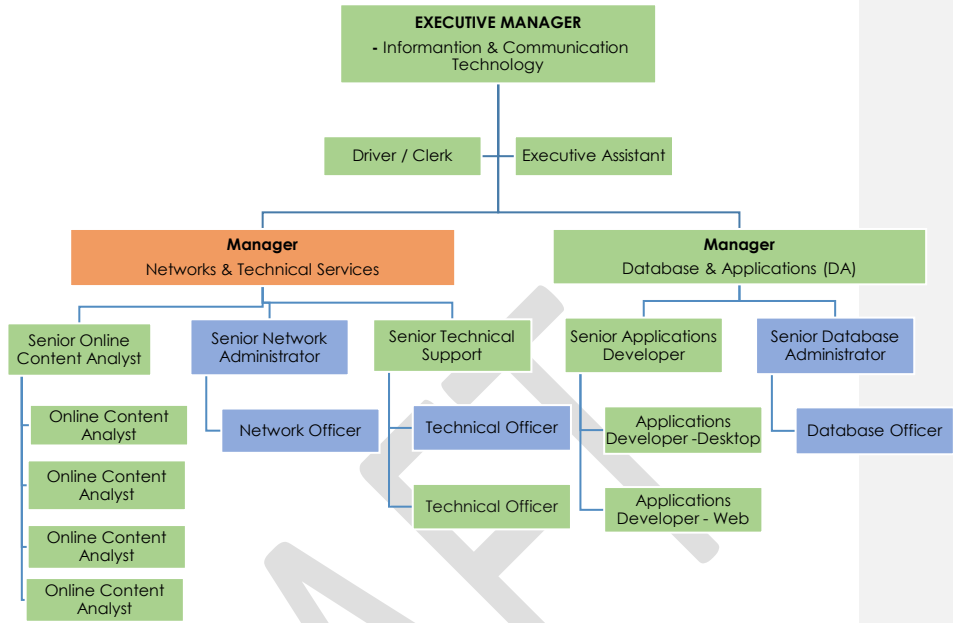 EXECUTIVE MANAGER
- Informantion & Communication
Technology
Driver / Clerk
Executive Assistant
Manager
Networks & Technical Services
Manager
Database & Applications (DA)
Senior Online
Content Analyst
Senior Network
Administrator
Senior Technical
Support
Senior Applications
Developer
Senior Database
Administrator
Online Content
Analyst
Network Officer
Technical Officer
Applications
Developer -Desktop
Database Officer
Online Content
Analyst
Technical Officer
Applications
Developer - Web
Online Content
Analyst
Online Content
Analyst